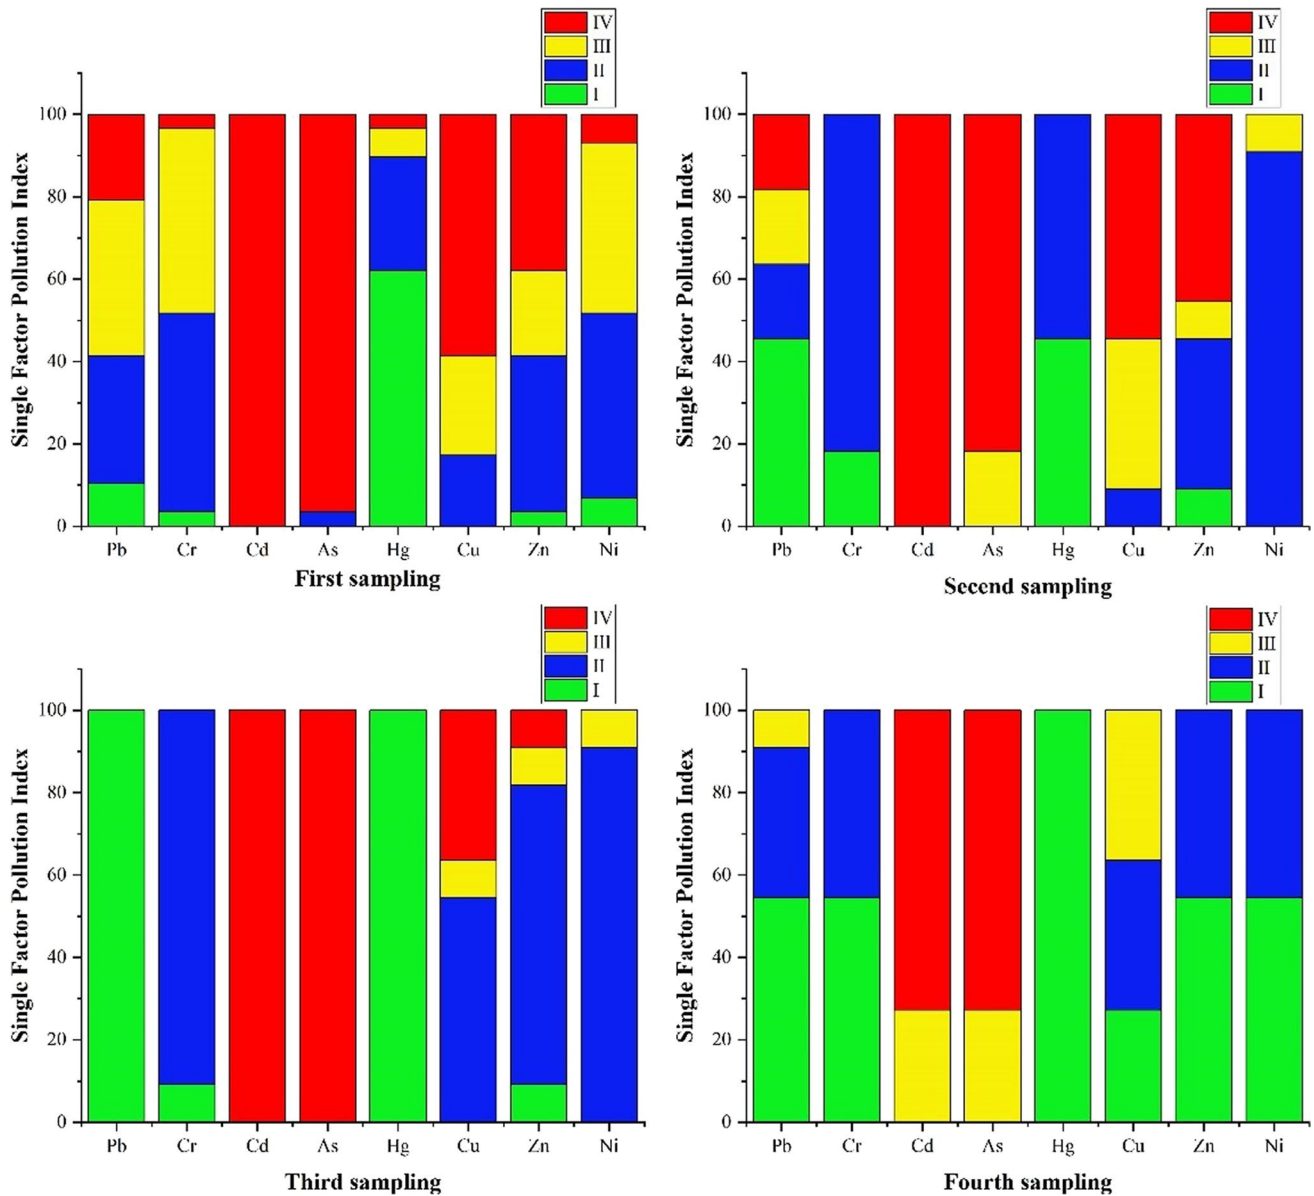 IV
III
II
I
Single Factor Pollution Index
100
80
60
40
20
0
Pb Cr Cd As Hg Cu Zn Ni
First sampling
IV
III
II
I
Single Factor Pollution Index
100
80
60
40
20
0
Pb Cr Cd As Hg Cu Zn Ni
Secend sampling
IV
III
II
I
Single Factor Pollution Index
100
80
60
40
20
0
Pb Cr Cd As Hg Cu Zn Ni
Third sampling
IV
III
II
I
Single Factor Pollution Index
100
80
60
40
20
0
Pb Cr Cd As Hg Cu Zn Ni
Fourth sampling